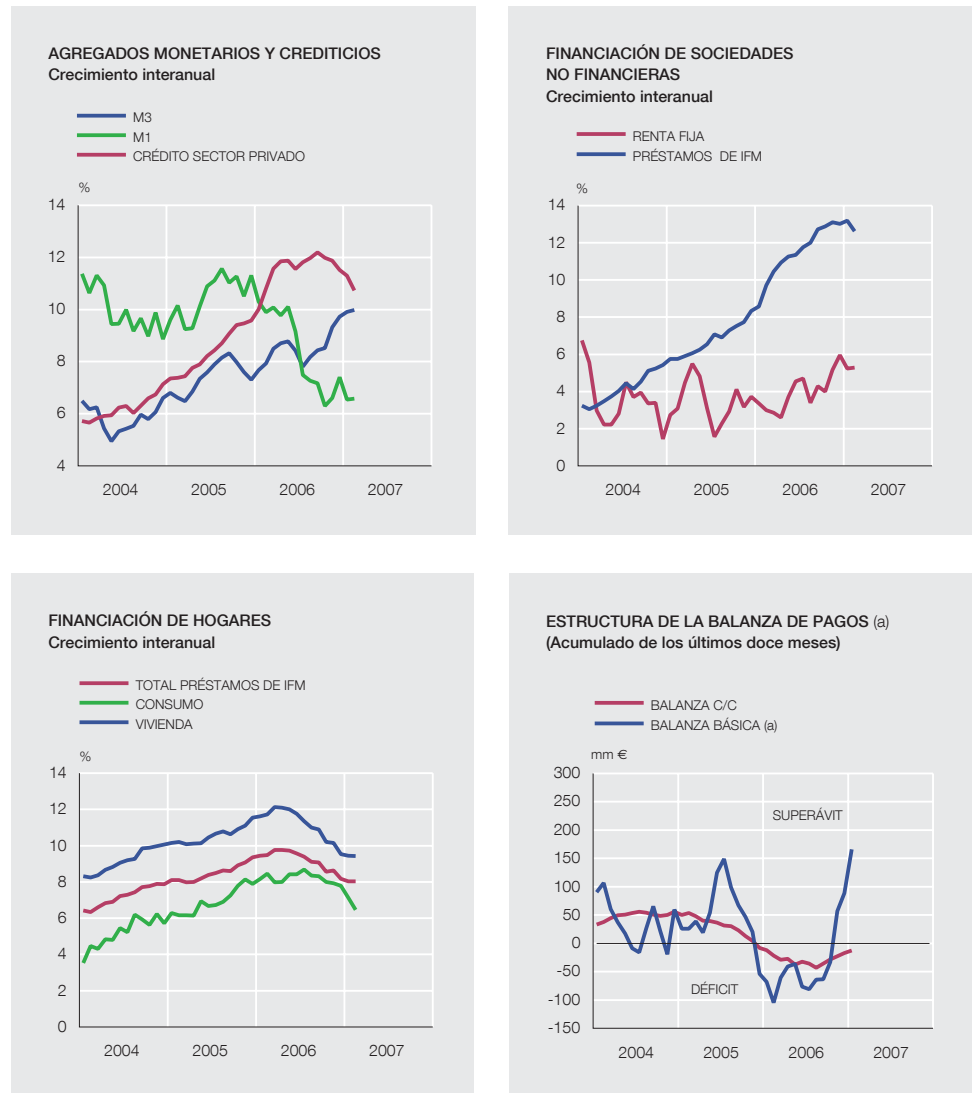 AGREGADOS MONETARIOS Y CREDITICIOS
Crecimiento interanual
M3
M1
CRÉDITO SECTOR PRIVADO
%
14
12
10
8
6
4
2004 2005 2006 2007
FINANCIACIÓN DE SOCIEDADES
NO FINANCIERAS
Crecimiento interanual
RENTA FIJA
PRÉSTAMOS DE IFM
%
14
12
10
8
6
4
2
0
2004 2005 2006 2007
FINANCIACIÓN DE HOGARES
Crecimiento interanual
TOTAL PRÉSTAMOS DE IFM
CONSUMO
VIVIENDA
%
14
12
10
8
6
4
2
0
2004 2005 2006 2007
ESTRUCTURA DE LA BALANZA DE PAGOS (a)
(Acumulado de los últimos doce meses)
BALANZA C/C
BALANZA BÁSICA (a)
mm €
300
250
200
150
100
50
0
-50
-100
-150
SUPERÁVIT
DÉFICIT
2004 2005 2006 2007